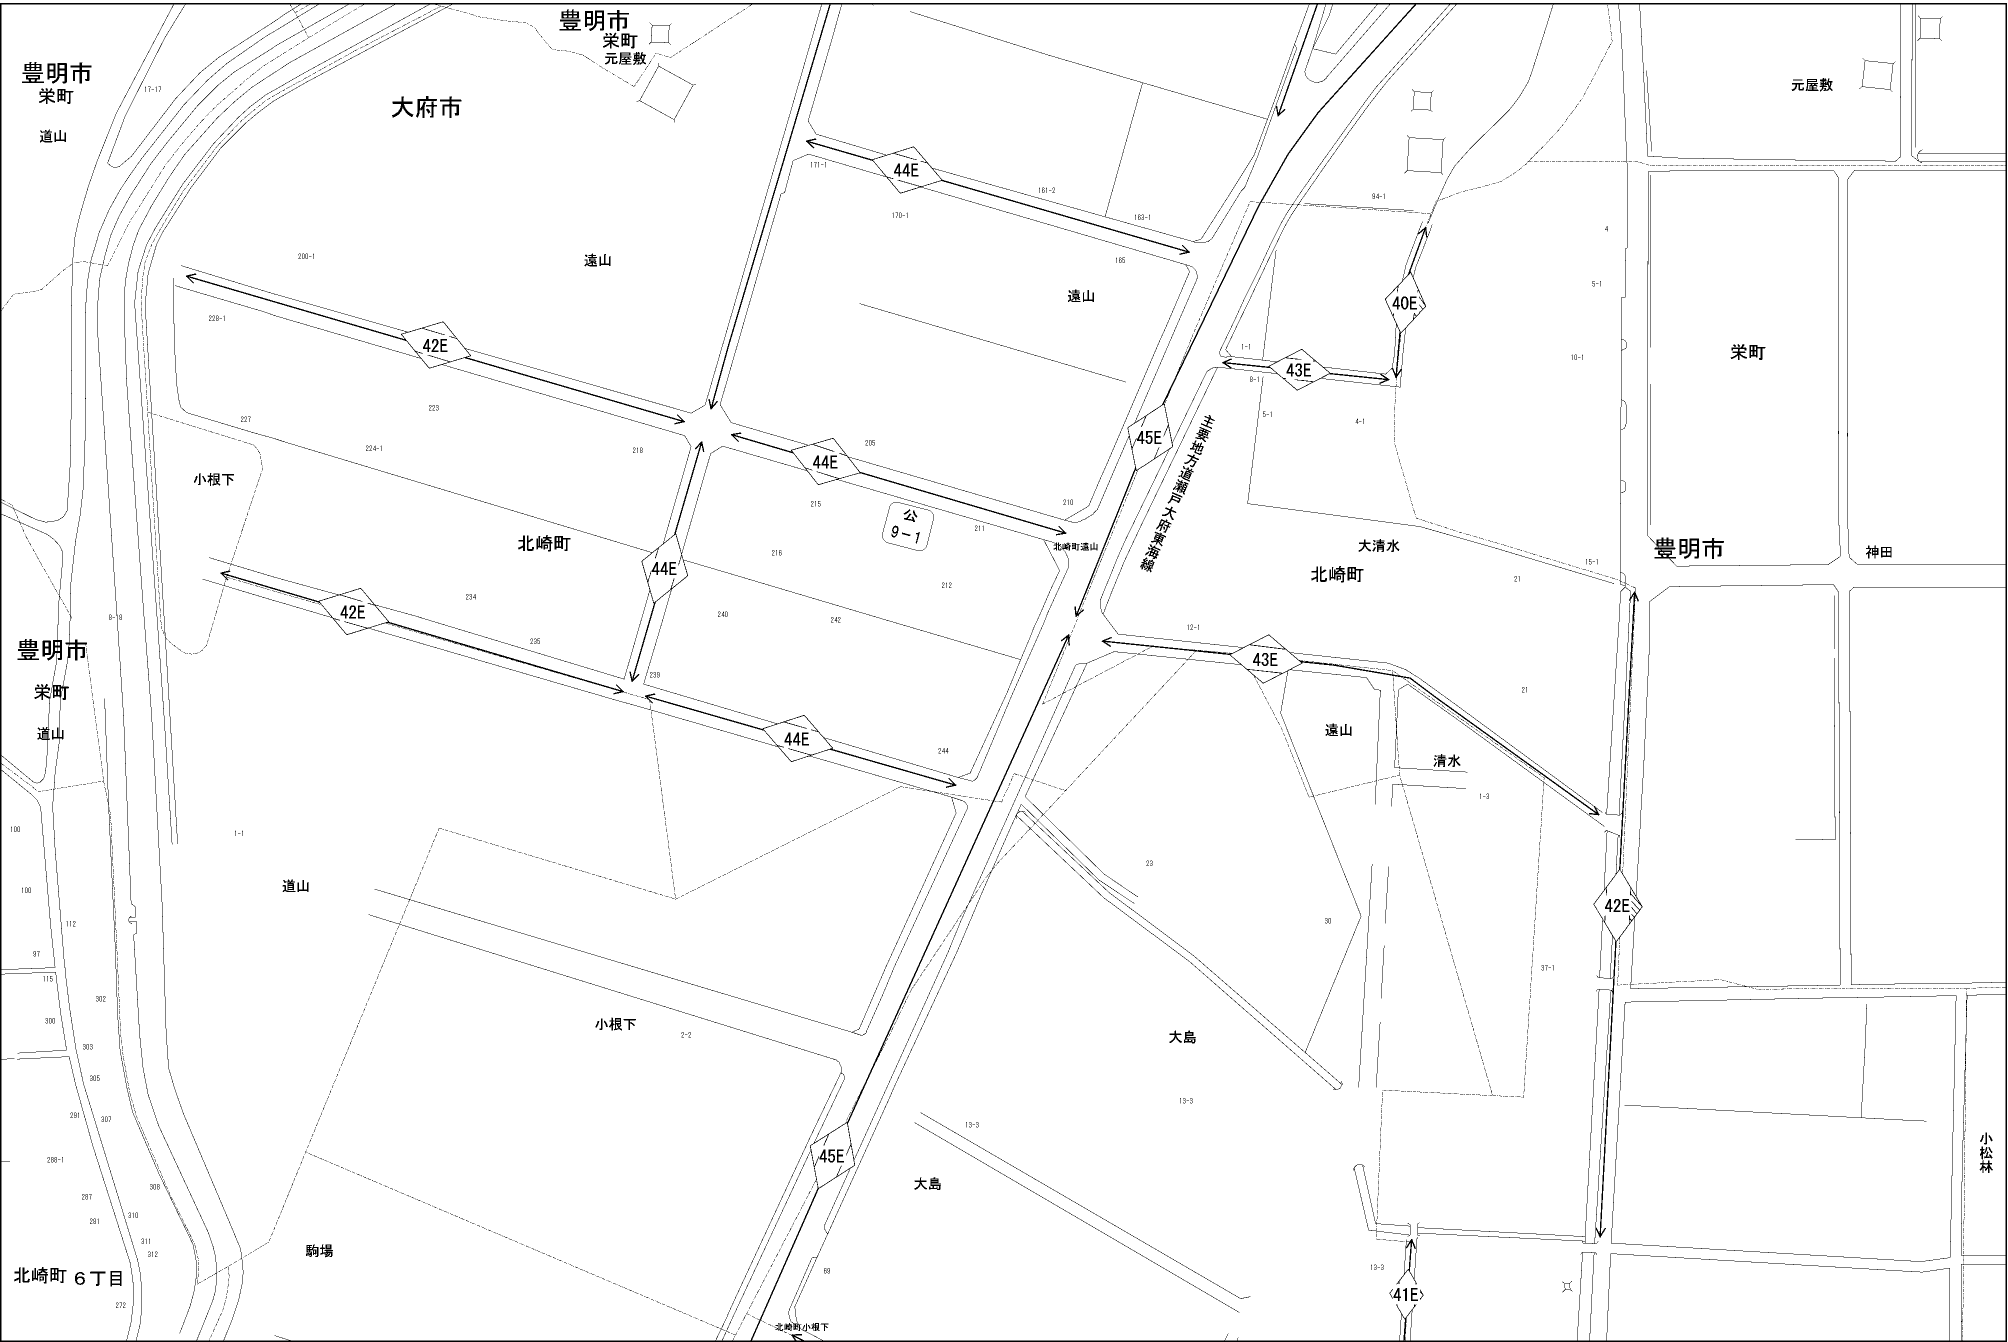 豊明市
栄町
元屋敷
豊明市
栄町
道山
17-17
大府市
元屋敷
44E
171-1
161-2
170-1
163-1
165
94-1
4
200-1
遠山
遠山
5-1
40E
228-1
42E
1-1
43E
8-1
10-1
栄町
223
227
224-1
218
205
44E
45E
5-1
4-1
主要地方道瀬戸大府東海線
小根下
215
公
9-1
210
211
北崎町
216
北崎町遠山
大清水
北崎町
豊明市
神田
15-1
21
44E
212
42E
234
240
242
8-18
235
12-1
43E
豊明市
239
栄町
21
道山
44E
244
遠山
清水
1-3
100
1-1
23
道山
100
112
30
42E
97
115
37-1
302
300
小根下
2-2
大島
303
305
291
307
13-3
13-3
288-1
45E
小松林
308
287
大島
281
310
311
312
駒場
69
13-3
北崎町 6丁目
41E
272
北崎町小根下